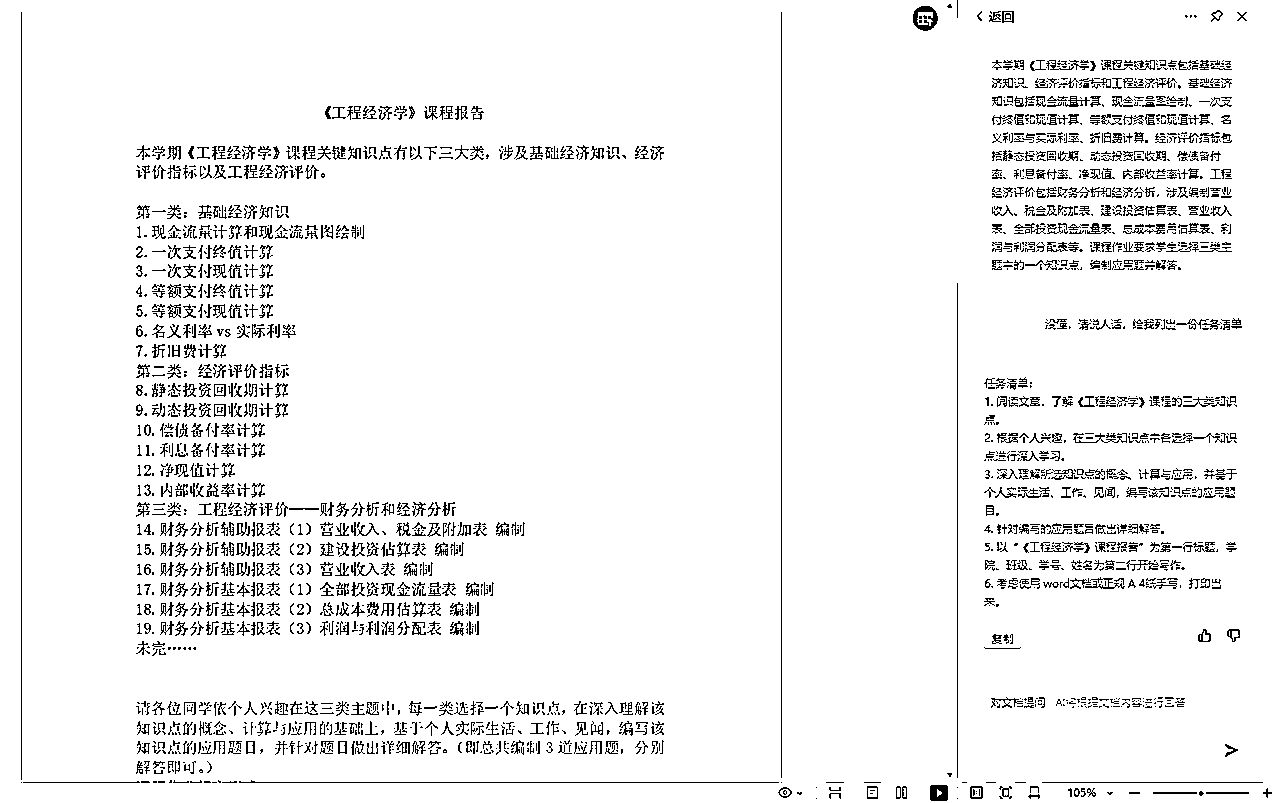 《工程经济学》课程报告
本学期《工程经济学》课程关键知识点有以下三大类，涉及基础经济知识、经济
评价指标以及工程经济评价。
第一类：基础经济知识
1.现金流量计算和现金流量图绘制
2.一次支付终值计算
3.一次支付现值计算
4.等额支付终值计算
5.等额支付现值计算
6.名义利率 vs 实际利率
7.折旧费计算
第二类：经济评价指标
8.静态投资回收期计算
9.动态投资回收期计算
10.偿债备付率计算
11.利息备付率计算
12.净现值计算
13.内部收益率计算
第三类：工程经济评价——财务分析和经济分析
14.财务分析辅助报表（1）营业收入、税金及附加表 编制
15.财务分析辅助报表（2）建设投资估算表 编制
16.财务分析辅助报表（3）营业收入表 编制
17.财务分析基本报表（1）全部投资现金流量表 编制
18.财务分析基本报表（2）总成本费用估算表 编制
19.财务分析基本报表（3）利润与利润分配表 编制
未完……
请各位同学依个人兴趣在这三类主题中，每一类选择一个知识点，在深入理解该
知识点的概念、计算与应用的基础上，基于个人实际生活、工作、见闻，编写该
知识点的应用题目，并针对题目做出详细解答。（即总共编制 3 道应用题，分别
解答即可。）
返回
本学期《工程经济学》课程关键知识点包括基础经
济知识、经济评价指标和工程经济评价。基础经济
知识包括现金流量计算、现金流量图绘制、一次支
付终值和现值计算、等额支付终值和现值计算、名
义利率与实际利率、折旧费计算。经济评价指标包
括静态投资回收期、动态投资回收期、偿债备付
率、利息备付率、净现值、内部收益率计算。工程
经济评价包括财务分析和经济分析，涉及编制营业
收入、税金及附加表、建设投资估算表、营业收入
表、全部投资现金流量表、总成本费用估算表、利
润与利润分配表等。课程作业要求学生选择三类主
题中的一个知识点，编制应用题并解答。
没懂，请说人话，给我列出一份任务清单
任务清单：
1. 阅读文章，了解《工程经济学》课程的三大类知识
点。
2. 根据个人兴趣，在三大类知识点中各选择一个知识
点进行深入学习。
3. 深入理解所选知识点的概念、计算与应用，并基于
个人实际生活、工作、见闻，编写该知识点的应用题
目。
4. 针对编写的应用题目做出详细解答。
5. 以“《工程经济学》课程报告”为第一行标题，学
院、班级、学号、姓名为第二行开始写作。
6. 考虑使用 word文档或正规 A 4纸手写，打印出
来。
复制
对文档提问，AI将根据文档内容进行回答
105%